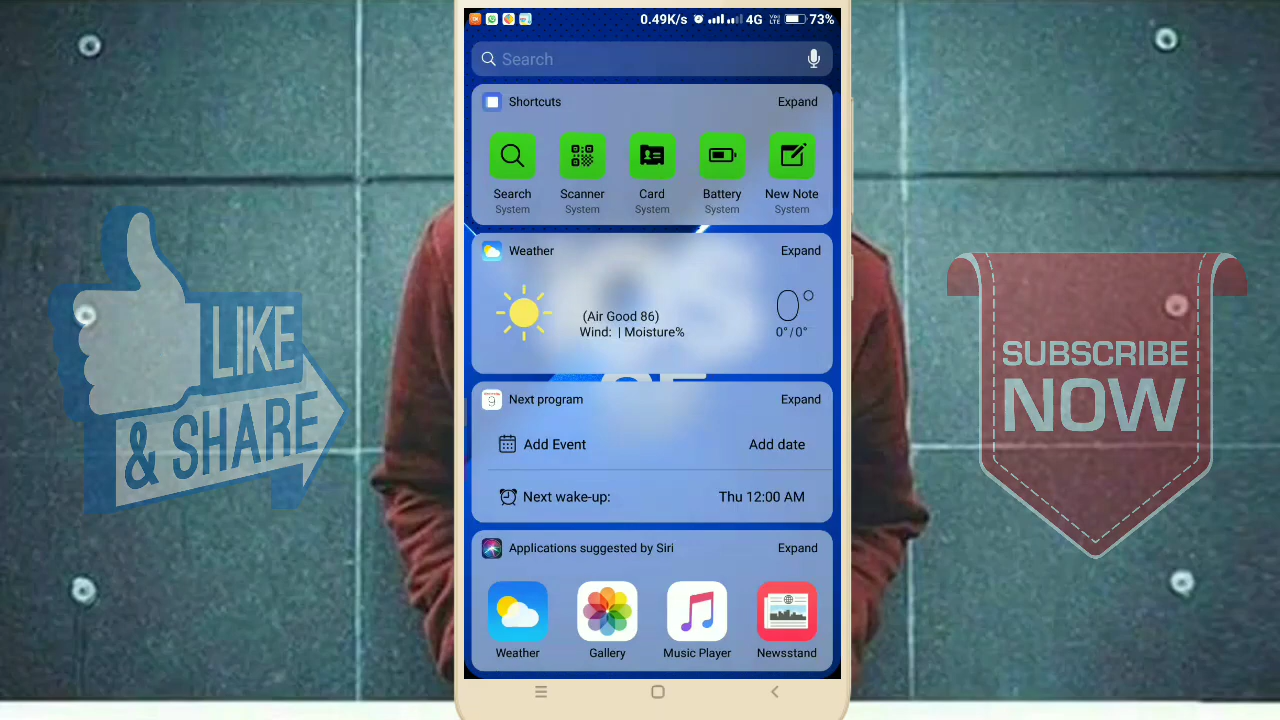 0.49K/s VoLTE 4G 73%
Search
Shortcuts Expand
Search Scanner Card Battery New Note
System System System System System
Weather Expand
(Air Good 86)
0°
Wind: | Moisture% 0°/0°
Next program Expand
9
Add Event Add date
Next wake-up: Thu 12:00 AM
Applications suggested by Siri Expand
Weather Gallery Music Player Newsstand
LIKE
& SHARE
SUBSCRIBE
NOW